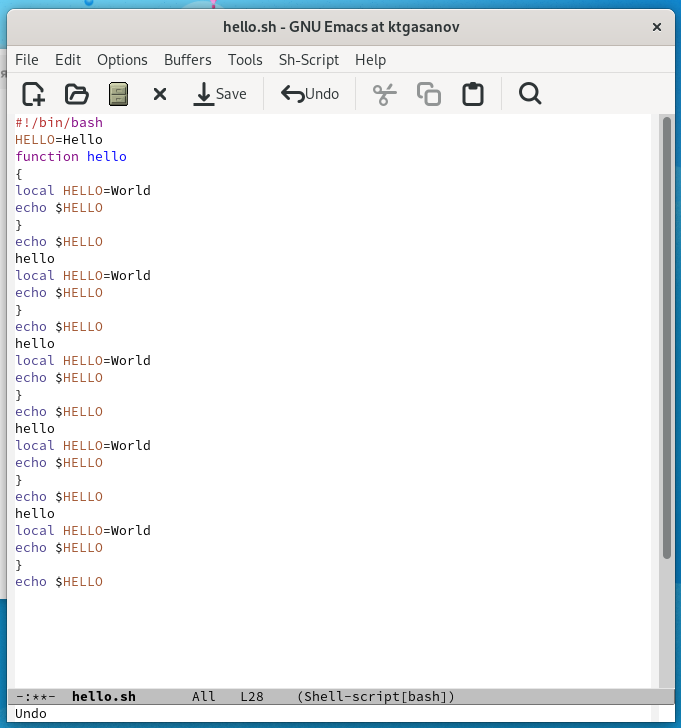 hello.sh - GNU Emacs at ktgasanov ×
File Edit Options Buffers Tools Sh-Script Help
Save Undo
#!/bin/bash
HELLO=Hello
function hello
{
local HELLO=World
echo $HELLO
}
echo $HELLO
hello
local HELLO=World
echo $HELLO
}
echo $HELLO
hello
local HELLO=World
echo $HELLO
}
echo $HELLO
hello
local HELLO=World
echo $HELLO
}
echo $HELLO
hello
local HELLO=World
echo $HELLO
}
echo $HELLO
-:**- hello.sh All L28 (Shell-script[bash])
Undo